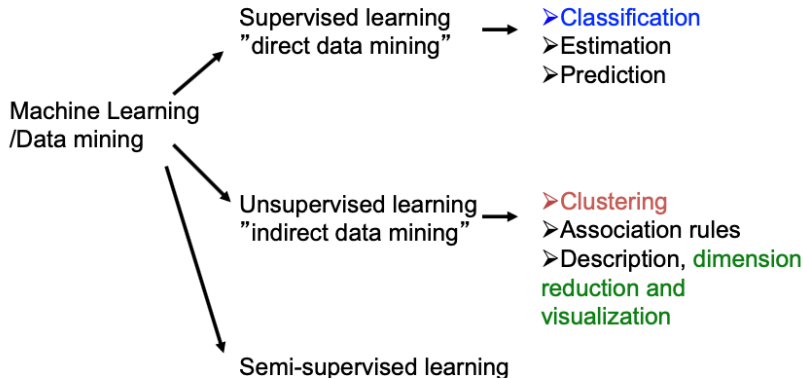 Supervised learning
”direct data mining”
➢Classification
➢Estimation
➢Prediction
Machine Learning
/Data mining
Unsupervised learning
”indirect data mining”
➢Clustering
➢Association rules
➢Description, dimension
reduction and
visualization
Semi-supervised learning